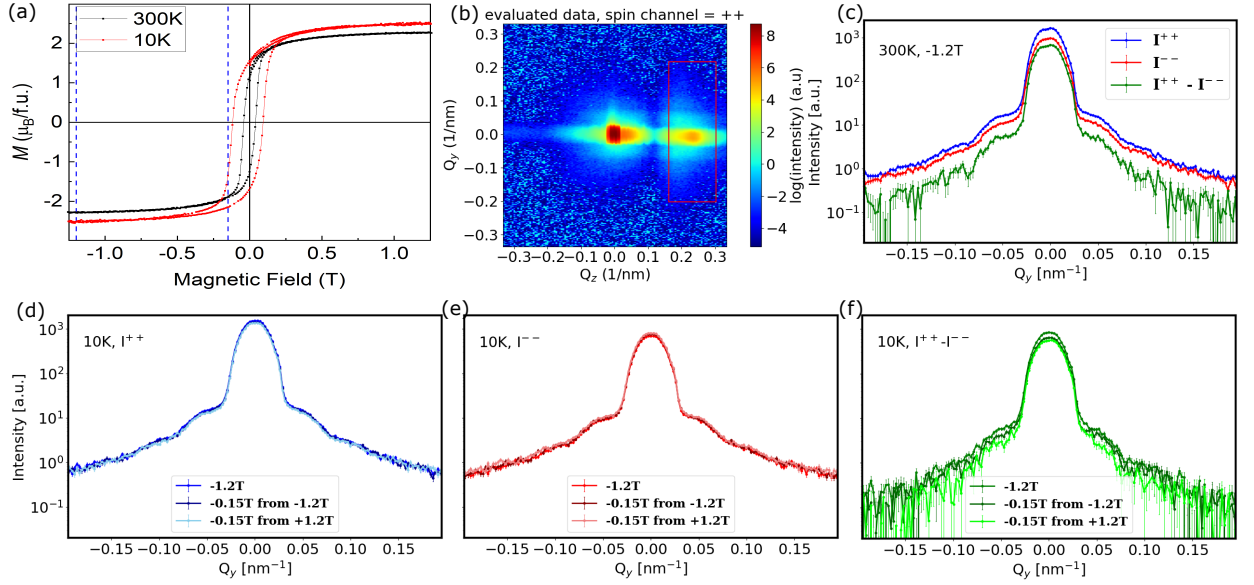 (a)
300K
10K
M (μB/f.u.)
2
1
0
-1
-2
-1.0
-0.5
0.0
0.5
1.0
Magnetic Field (T)
(b) evaluated data, spin channel = ++
Q_y (1/nm)
0.3
0.2
0.1
0.0
−0.1
−0.2
−0.3
−0.3−0.2−0.1 0.0 0.1 0.2 0.3
Q_z (1/nm)
8
6
4
2
0
−2
−4
log(intensity) (a.u)
(c)
300K, -1.2T
I⁺⁺
I⁻⁻
I⁺⁺ - I⁻⁻
Intensity [a.u.]
10³
10²
10¹
10⁰
10⁻¹
−0.15 −0.10 −0.05 0.00 0.05 0.10 0.15
Q_y [nm⁻¹]
(d)
10K, I⁺⁺
Intensity [a.u.]
10³
10²
10¹
10⁰
10⁻¹
-1.2T
-0.15T from -1.2T
-0.15T from +1.2T
−0.15 −0.10 −0.05 0.00 0.05 0.10 0.15
Q_y [nm⁻¹]
(e)
10K, I⁻⁻
-1.2T
-0.15T from -1.2T
-0.15T from +1.2T
−0.15 −0.10 −0.05 0.00 0.05 0.10 0.15
Q_y [nm⁻¹]
(f)
10K, I⁺⁺-I⁻⁻
-1.2T
-0.15T from -1.2T
-0.15T from +1.2T
−0.15 −0.10 −0.05 0.00 0.05 0.10 0.15
Q_y [nm⁻¹]